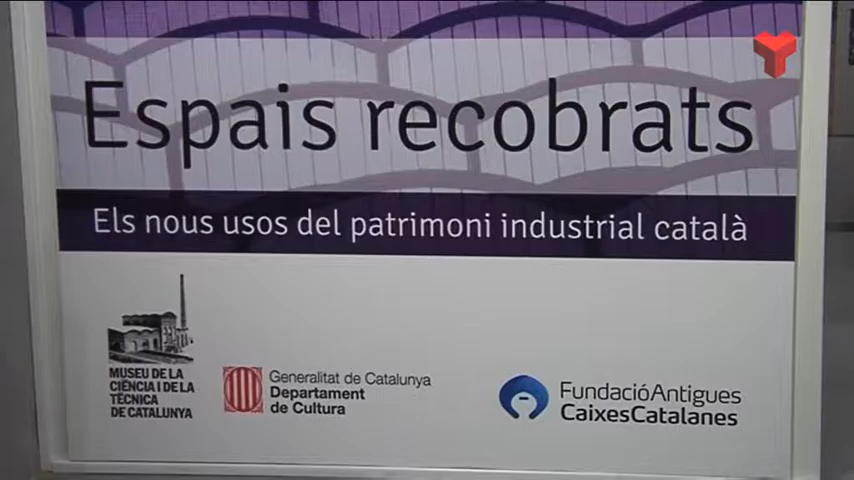 Espais recobrats
Els nous usos del patrimoni industrial català
MUSEU DE LA
CIÈNCIA I DE LA
TÈCNICA
DE CATALUNYA
Generalitat de Catalunya
Departament
de Cultura
FundacióAntigues
CaixesCatalanes